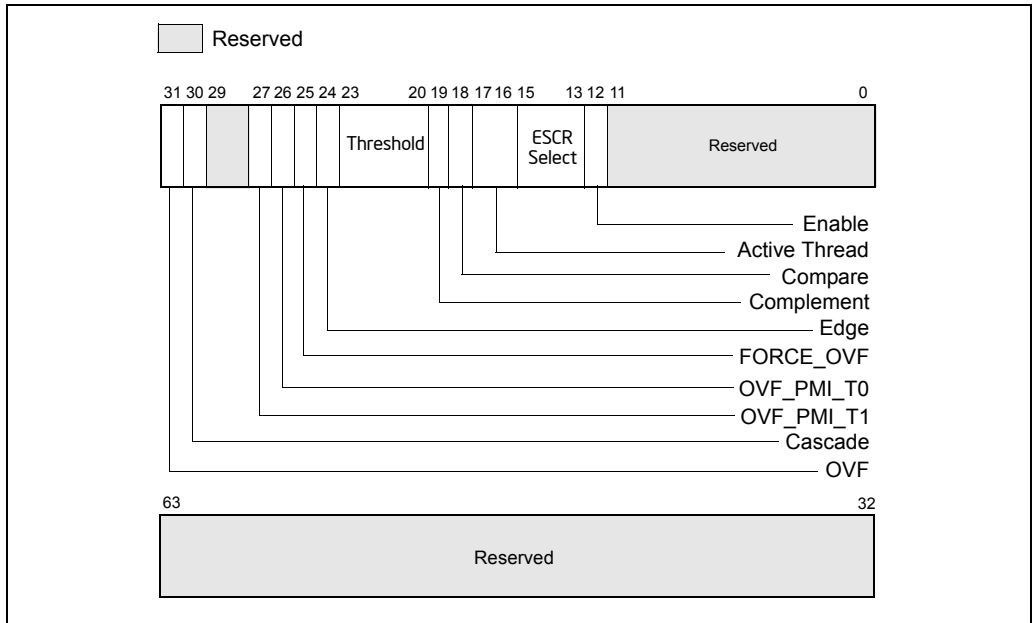 Reserved
31 30 29 27 26 25 24 23 20 19 18 17 16 15 13 12 11 0
Threshold
ESCR
Select
Reserved
Enable
Active Thread
Compare
Complement
Edge
FORCE_OVF
OVF_PMI_T0
OVF_PMI_T1
Cascade
OVF
63 32
Reserved